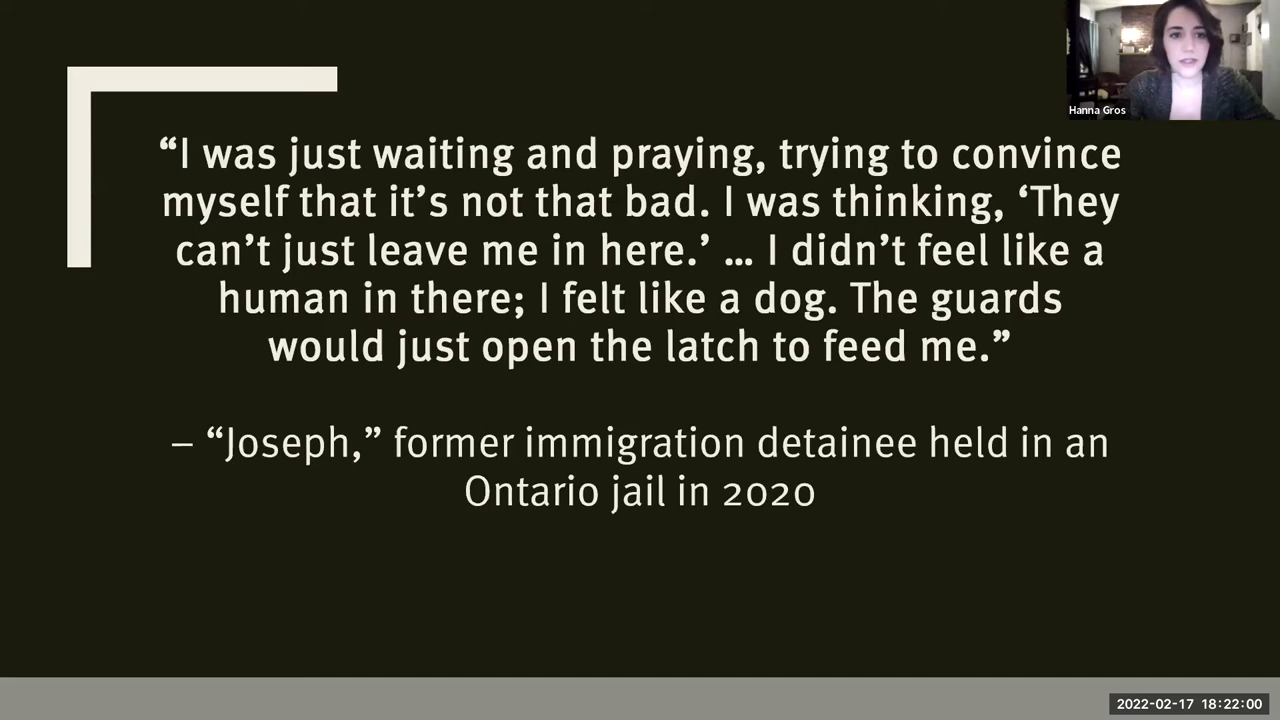 Hanna Gros
“I was just waiting and praying, trying to convince
myself that it’s not that bad. I was thinking, ‘They
can’t just leave me in here.’ … I didn’t feel like a
human in there; I felt like a dog. The guards
would just open the latch to feed me.”
– “Joseph,” former immigration detainee held in an
Ontario jail in 2020
2022-02-17 18:22:00